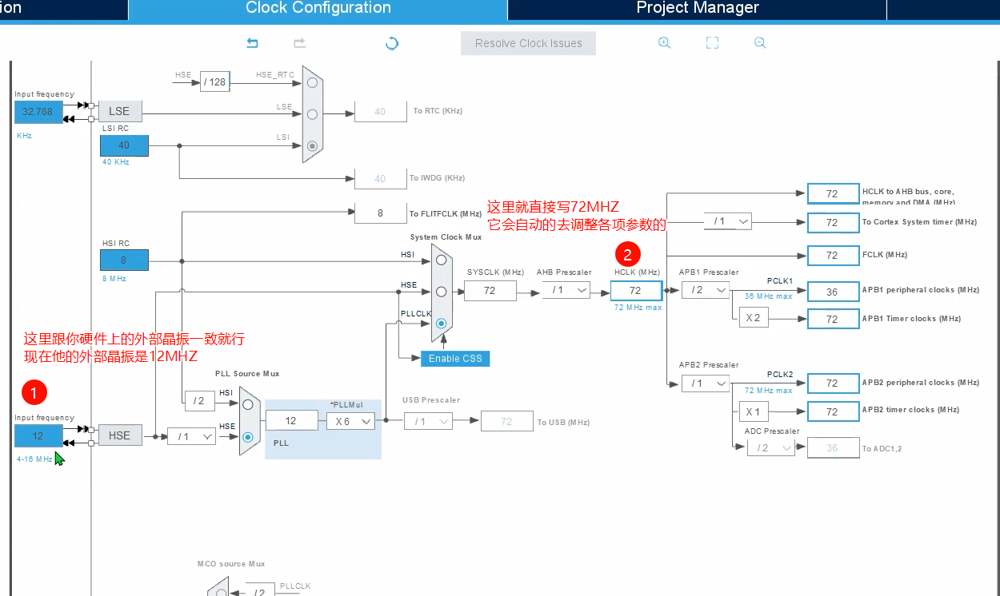 ion
Clock Configuration
Project Manager
Resolve Clock Issues
HSE
/ 128
HSE_RTC
Input frequency
32.768
KHz
LSE
LSE
LSI RC
40
40 KHz
LSI
40
To RTC (KHz)
40
To IWDG (KHz)
8
To FLITFCLK (MHz)
这里就直接写72MHZ
它会自动的去调整各项参数的
2
System Clock Mux
HSI RC
8
8 MHz
HSI
HSE
PLLCLK
SYSCLK (MHz)
72
AHB Prescaler
/ 1
HCLK (MHz)
72
72 MHz max
72
HCLK to AHB bus, core,
memory and DMA (MHz)
/ 1
72
To Cortex System timer (MHz)
72
FCLK (MHz)
APB1 Prescaler
/ 2
PCLK1
36 MHz max
36
APB1 peripheral clocks (MHz)
X 2
72
APB1 Timer clocks (MHz)
这里跟你硬件上的外部晶振一致就行
现在他的外部晶振是12MHZ
1
Enable CSS
APB2 Prescaler
/ 1
PCLK2
72 MHz max
72
APB2 peripheral clocks (MHz)
X 1
72
APB2 timer clocks (MHz)
ADC Prescaler
/ 2
36
To ADC1,2
PLL Source Mux
/ 2
HSI
Input frequency
12
4-16 MHz
HSE
/ 1
HSE
12
*PLLMul
X 6
PLL
USB Prescaler
/ 1
72
To USB (MHz)
MCO source Mux
/ 2
PLLCLK